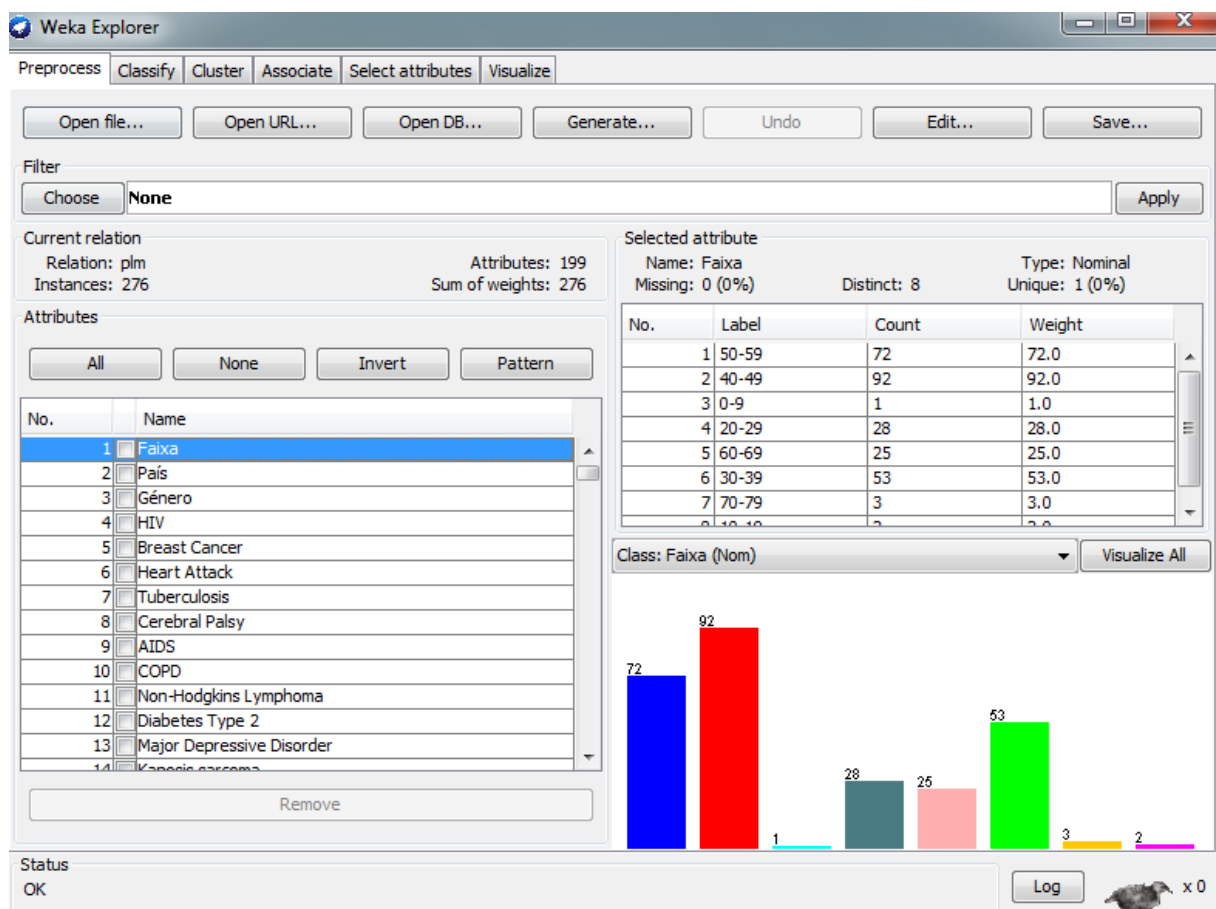 Weka Explorer
Preprocess Classify Cluster Associate Select attributes Visualize
Open file... Open URL... Open DB... Generate... Undo Edit... Save...
Filter
Choose None Apply
Current relation
Relation: plm Attributes: 199
Instances: 276 Sum of weights: 276
Attributes
All None Invert Pattern
No. Name
1 Faixa
2 País
3 Género
4 HIV
5 Breast Cancer
6 Heart Attack
7 Tuberculosis
8 Cerebral Palsy
9 AIDS
10 COPD
11 Non-Hodgkins Lymphoma
12 Diabetes Type 2
13 Major Depressive Disorder
14
Remove
Selected attribute
Name: Faixa Type: Nominal
Missing: 0 (0%) Distinct: 8 Unique: 1 (0%)
No. Label Count Weight
1 50-59 72 72.0
2 40-49 92 92.0
3 0-9 1 1.0
4 20-29 28 28.0
5 60-69 25 25.0
6 30-39 53 53.0
7 70-79 3 3.0
Class: Faixa (Nom) Visualize All
72 92 1 28 25 53 3 2
Status
OK
Log x 0